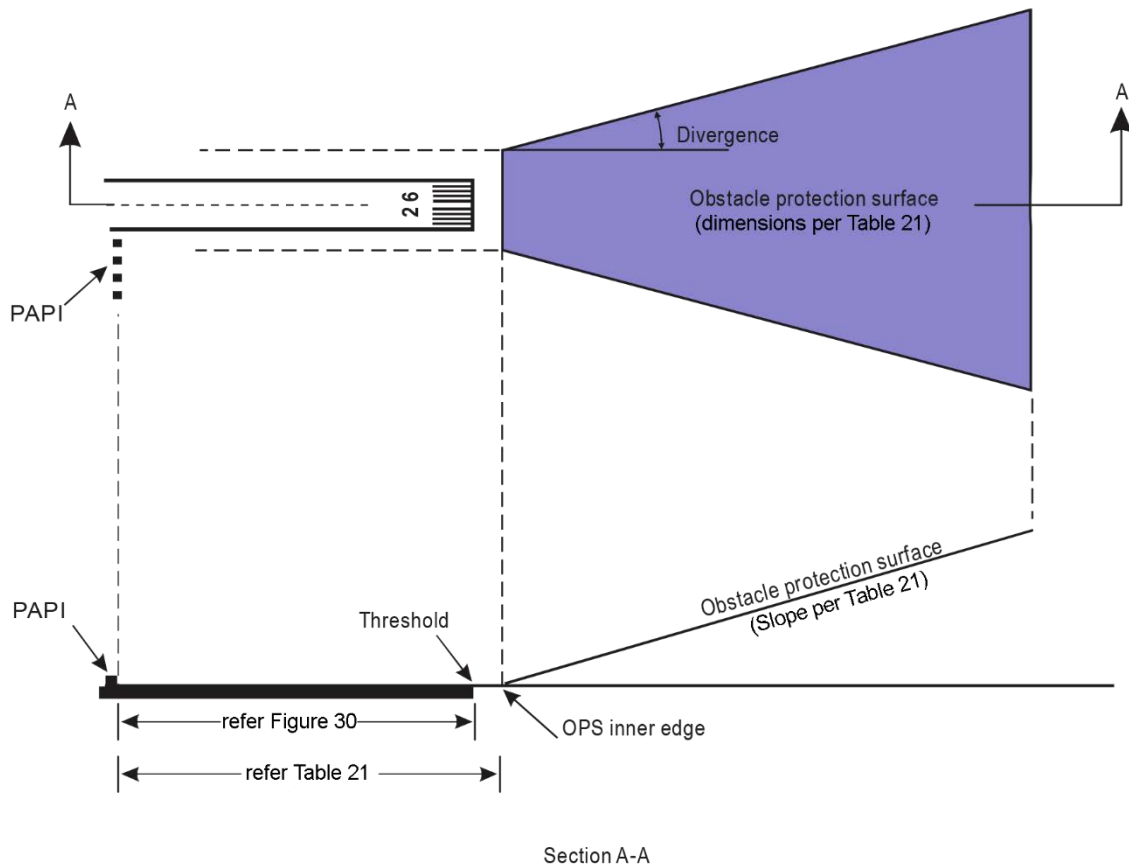 A
A
Divergence
26
Obstacle protection surface
(dimensions per Table 21)
PAPI
Obstacle protection surface
(Slope per Table 21)
PAPI
Threshold
refer Figure 30
OPS inner edge
refer Table 21
Section A-A